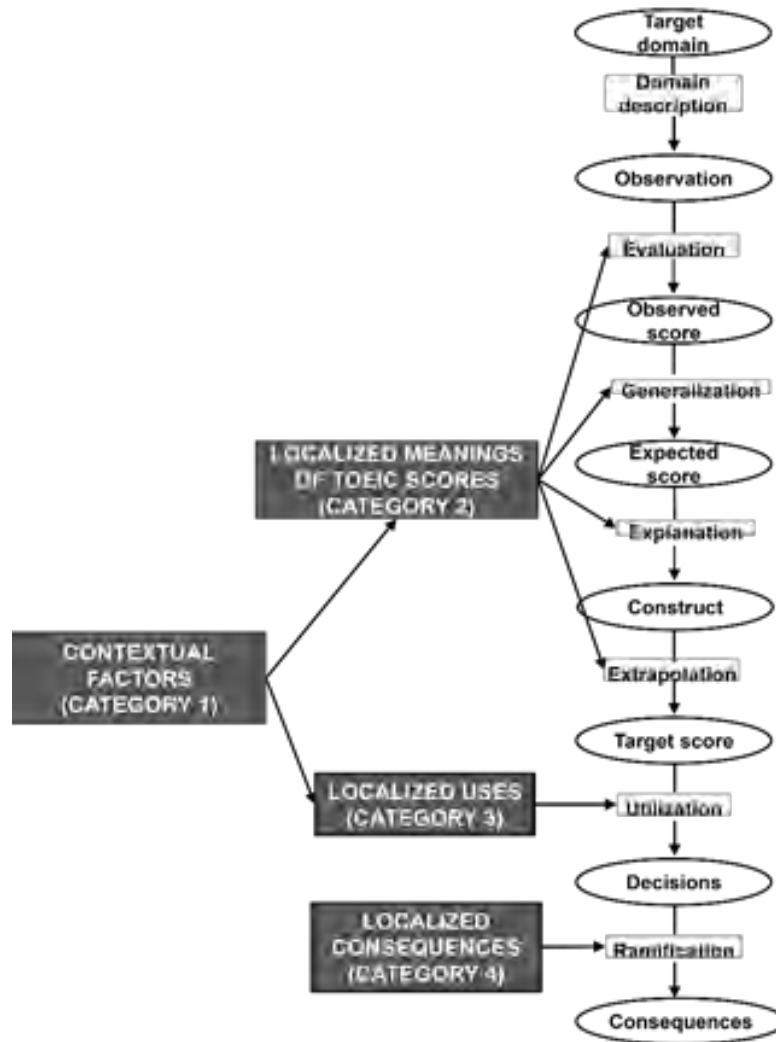 Target
domain
Domain
description
Observation
Evaluation
Observed
score
Generalization
LOCALIZED MEANINGS
OF TOEIC SCORES
(CATEGORY 2)
Expected
score
Explanation
Construct
CONTEXTUAL
FACTORS
(CATEGORY 1)
Extrapolation
Target score
LOCALIZED USES
(CATEGORY 3)
Utilization
Decisions
LOCALIZED
CONSEQUENCES
(CATEGORY 4)
Ramification
Consequences